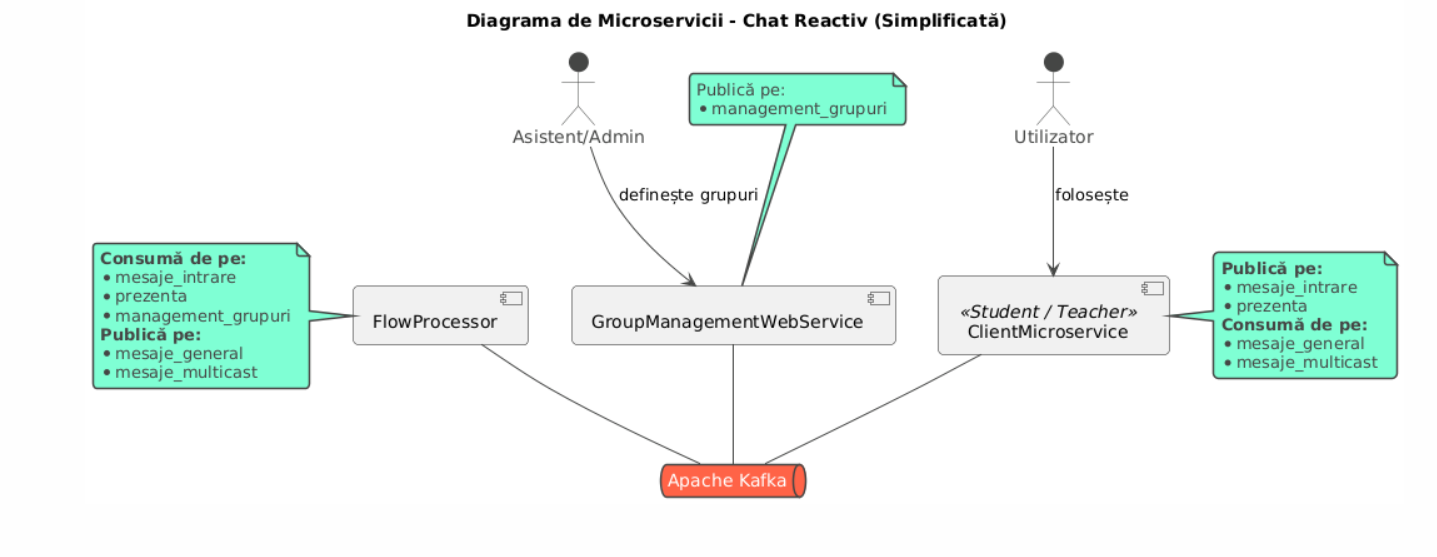 Diagrama de Microservicii - Chat Reactiv (Simplificată)
Asistent/Admin
Publică pe:
• management_grupuri
Utilizator
definește grupuri
folosește
Consumă de pe:
• mesaje_intrare
• prezenta
• management_grupuri
Publică pe:
• mesaje_general
• mesaje_multicast
FlowProcessor
GroupManagementWebService
«Student / Teacher»
ClientMicroservice
Publică pe:
• mesaje_intrare
• prezenta
Consumă de pe:
• mesaje_general
• mesaje_multicast
Apache Kafka